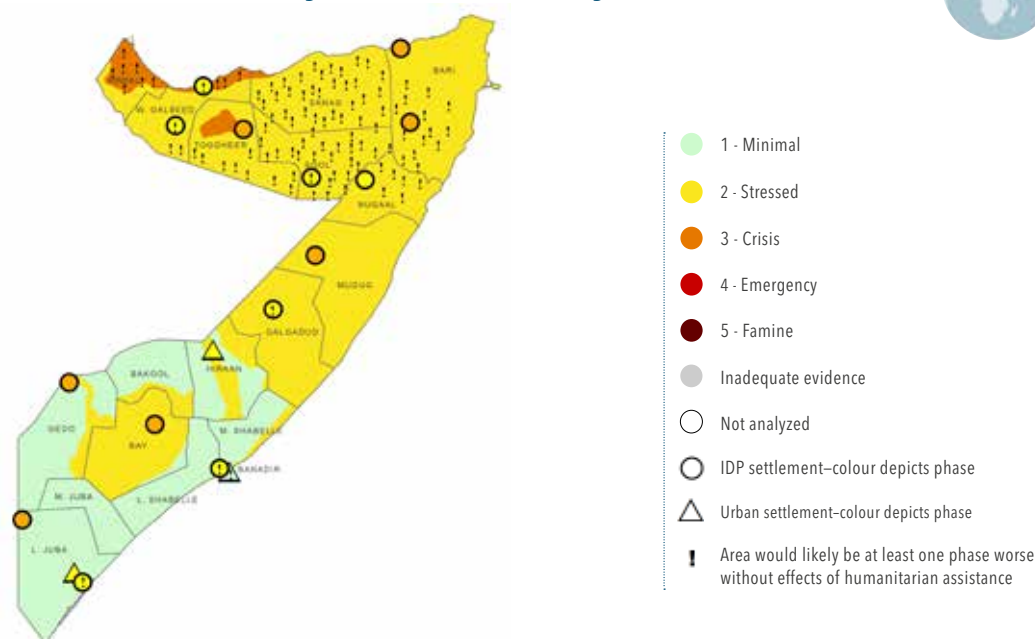 BARI
SANAG
W. GALBEED
TOGDHEER
SOOL
NUGAAL
MUDUG
GALGADUD
HIRAAN
BAKOOL
GEDO
BAY
M. SHABELLE
BANADIR
L. SHABELLE
M. JUBA
L. JUBA
1 - Minimal
2 - Stressed
3 - Crisis
4 - Emergency
5 - Famine
Inadequate evidence
Not analyzed
IDP settlement–colour depicts phase
Urban settlement–colour depicts phase
Area would likely be at least one phase worse
without effects of humanitarian assistance